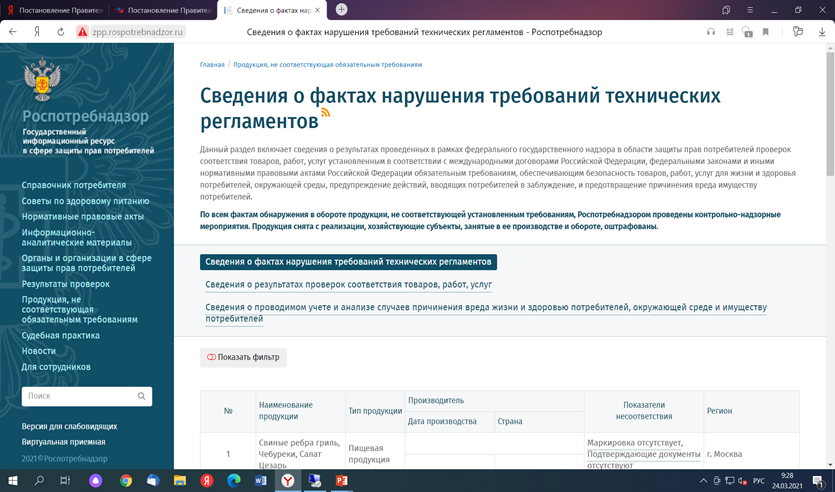 Постановление Правител
Постановление Правител
Сведения о фактах нар
zpp.rospotrebnadzor.ru
Сведения о фактах нарушения требований технических регламентов - Роспотребнадзор
Роспотребнадзор
Государственный
информационный ресурс
в сфере защиты прав потребителей
Справочник потребителя
Советы по здоровому питанию
Нормативные правовые акты
Информационно-
аналитические материалы
Органы и организации в сфере
защиты прав потребителей
Результаты проверок
Продукция, не
соответствующая
обязательным требованиям
Судебная практика
Новости
Для сотрудников
Поиск
Версия для слабовидящих
Виртуальная приемная
2021 © Роспотребнадзор
Главная / Продукция, не соответствующая обязательным требованиям
Сведения о фактах нарушения требований технических
регламентов
Данный раздел включает сведения о результатах проведенных в рамках федерального государственного надзора в области защиты прав потребителей проверок
соответствия товаров, работ, услуг установленным в соответствии с международными договорами Российской Федерации, федеральными законами и иными
нормативными правовыми актами Российской Федерации обязательным требованиям, обеспечивающим безопасность товаров, работ, услуг для жизни и здоровья
потребителей, окружающей среды, предупреждение действий, вводящих потребителей в заблуждение, и предотвращение причинения вреда имуществу
потребителей.
По всем фактам обнаружения в обороте продукции, не соответствующей установленным требованиям, Роспотребнадзором проведены контрольно-надзорные
мероприятия. Продукция снята с реализации, хозяйствующие субъекты, занятые в ее производстве и обороте, оштрафованы.
Сведения о фактах нарушения требований технических регламентов
Сведения о результатах проверок соответствия товаров, работ, услуг
Сведения о проводимом учете и анализе случаев причинения вреда жизни и здоровью потребителей, окружающей среде и имуществу
потребителей
Показать фильтр
№
Наименование
продукции
Тип продукции
Производитель
Дата производства
Страна
Показатели
несоответствия
Регион
1
Свиные ребра гриль,
Чебуреки, Салат
Цезарь
Пищевая
продукция
Маркировка отсутствует,
Подтверждающие документы
отсутствуют
г. Москва
РУС
9:28
24.03.2021